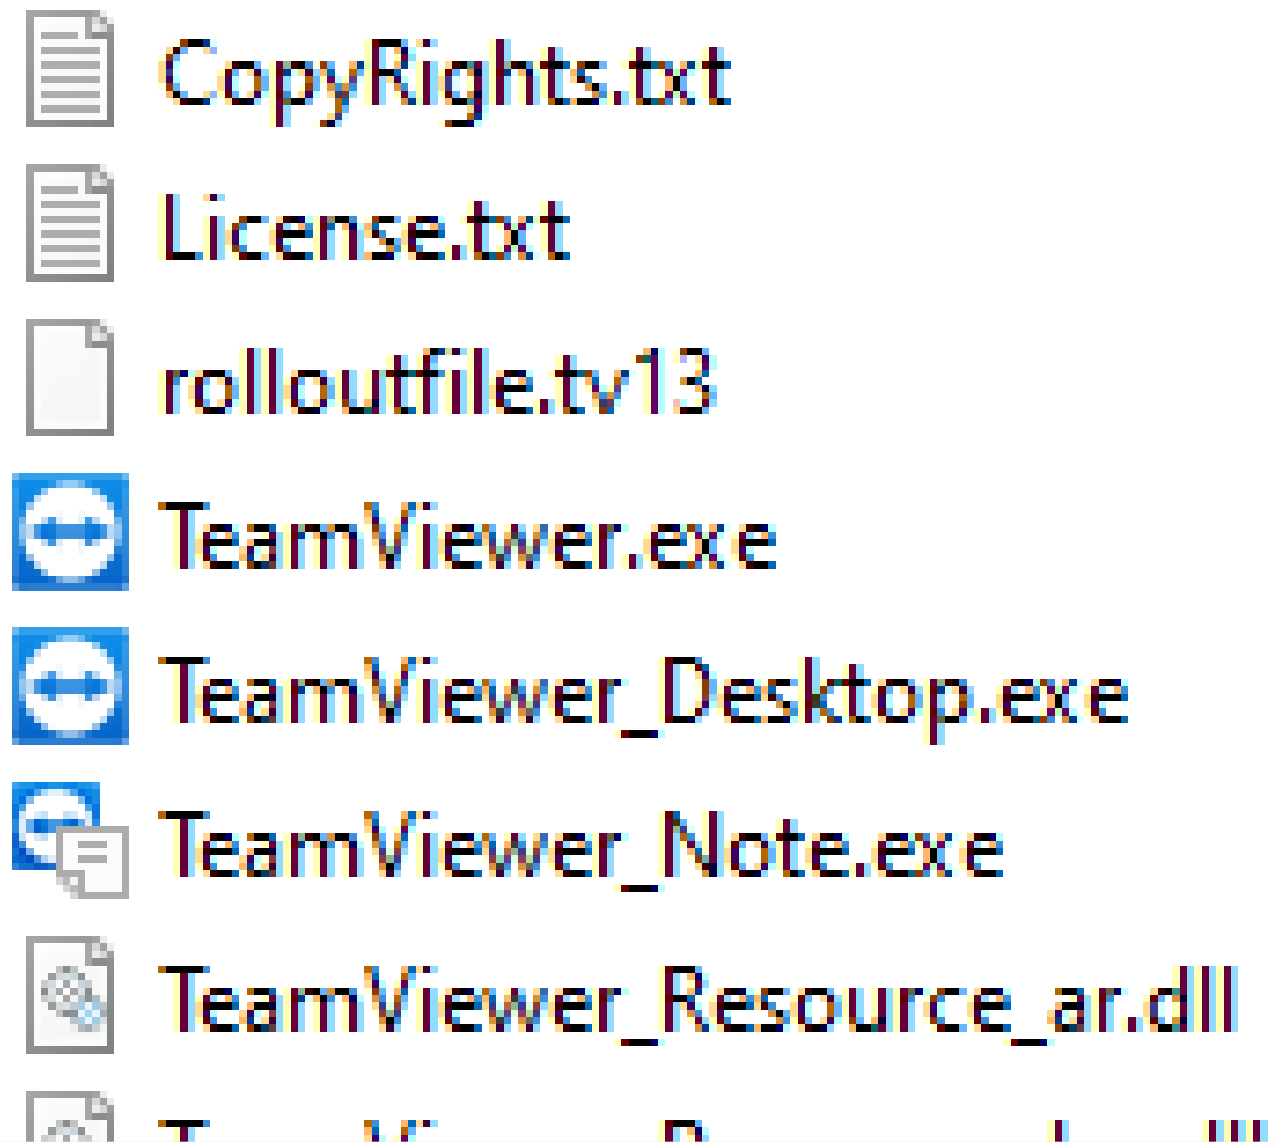 CopyRights.txt
License.txt
rolloutfile.tv13
TeamViewer.exe
TeamViewer_Desktop.exe
TeamViewer_Note.exe
TeamViewer_Resource_ar.dll